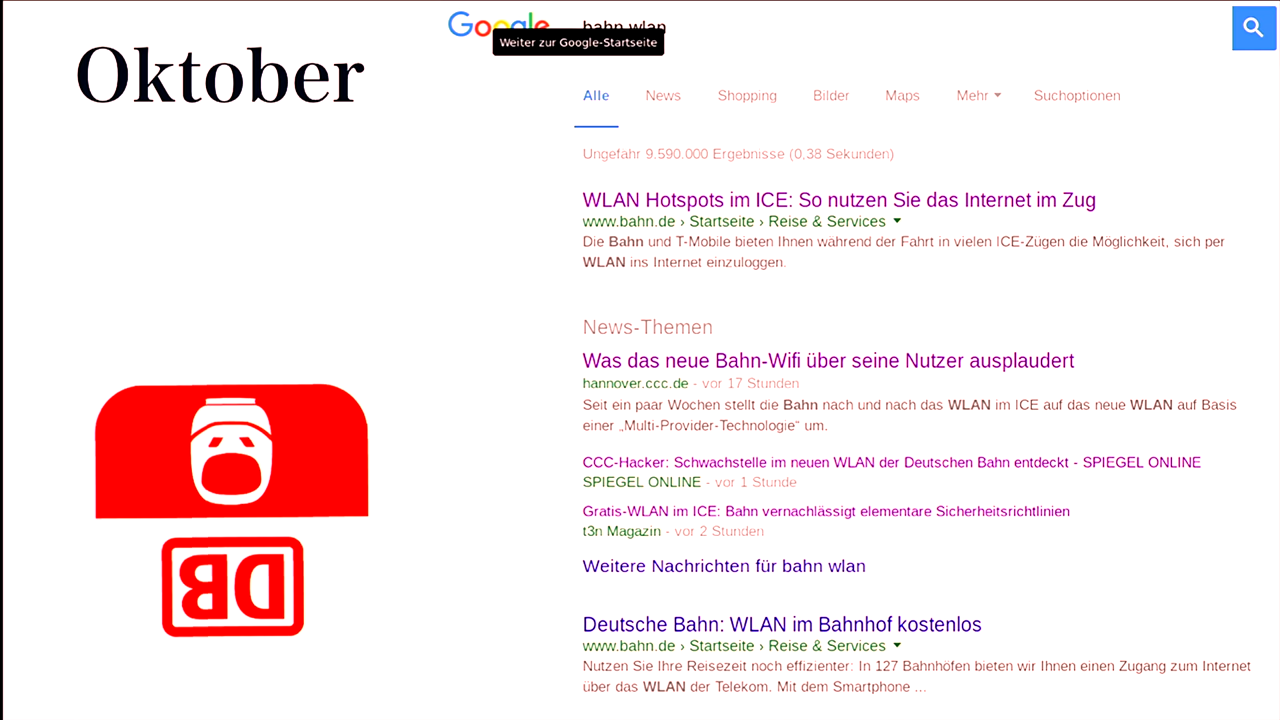 Oktober
Google
bahn wlan
Weiter zur Google-Startseite
Alle News Shopping Bilder Maps Mehr Suchoptionen
Ungefähr 9.590.000 Ergebnisse (0,38 Sekunden)
WLAN Hotspots im ICE: So nutzen Sie das Internet im Zug
www.bahn.de › Startseite › Reise & Services
Die Bahn und T-Mobile bieten Ihnen während der Fahrt in vielen ICE-Zügen die Möglichkeit, sich per
WLAN ins Internet einzuloggen.
News-Themen
Was das neue Bahn-Wifi über seine Nutzer ausplaudert
hannover.ccc.de - vor 17 Stunden
Seit ein paar Wochen stellt die Bahn nach und nach das WLAN im ICE auf das neue WLAN auf Basis
einer „Multi-Provider-Technologie“ um.
CCC-Hacker: Schwachstelle im neuen WLAN der Deutschen Bahn entdeckt - SPIEGEL ONLINE
SPIEGEL ONLINE - vor 1 Stunde
Gratis-WLAN im ICE: Bahn vernachlässigt elementare Sicherheitsrichtlinien
t3n Magazin - vor 2 Stunden
Weitere Nachrichten für bahn wlan
DB
Deutsche Bahn: WLAN im Bahnhof kostenlos
www.bahn.de › Startseite › Reise & Services
Nutzen Sie Ihre Reisezeit noch effizienter: In 127 Bahnhöfen bieten wir Ihnen einen Zugang zum Internet
über das WLAN der Telekom. Mit dem Smartphone ...